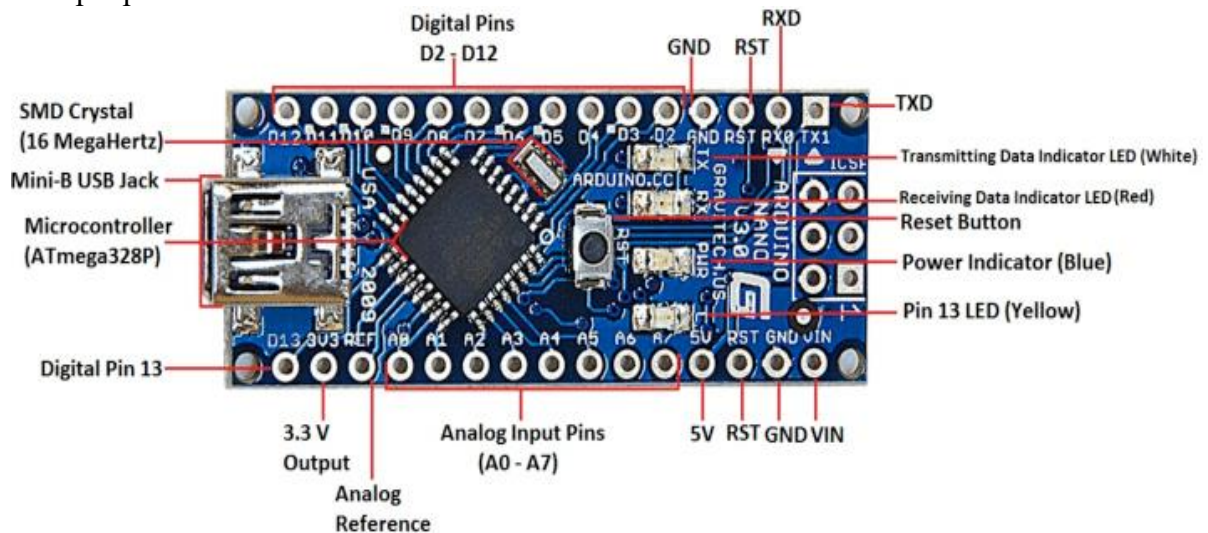 Digital Pins
D2 - D12
RXD
GND
RST
TXD
SMD Crystal
(16 MegaHertz)
Mini-B USB Jack
Microcontroller
(ATmega328P)
D12 D11 D10 D9 D8 D7 D6 D5 D4 D3 D2 GND RST RX0 TX1
ICSP
TX
RX
PWR
L
RST
ARDUINO.CC
GRAVITECH.US
ARDUINO
NANO
V3.0
USA
2009
1
Transmitting Data Indicator LED (White)
Receiving Data Indicator LED (Red)
Reset Button
Power Indicator (Blue)
Pin 13 LED (Yellow)
D13 3V3 REF A0 A1 A2 A3 A4 A5 A6 A7 5V RST GND VIN
Digital Pin 13
3.3 V
Output
Analog
Reference
Analog Input Pins
(A0 - A7)
5V
RST
GND
VIN